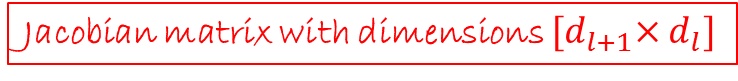 Jacobian matrix with dimensions [d_{l+1} × d_l]